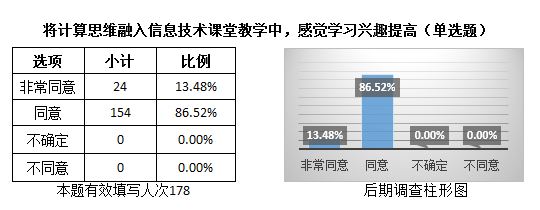 将计算思维融入信息技术课堂教学中，感觉学习兴趣提高（单选题）
选项 小计 比例
非常同意 24 13.48%
同意 154 86.52%
不确定 0 0.00%
不同意 0 0.00%
本题有效填写人次178
86.52%
13.48% 0.00% 0.00%
非常同意 同意 不确定 不同意
后期调查柱形图